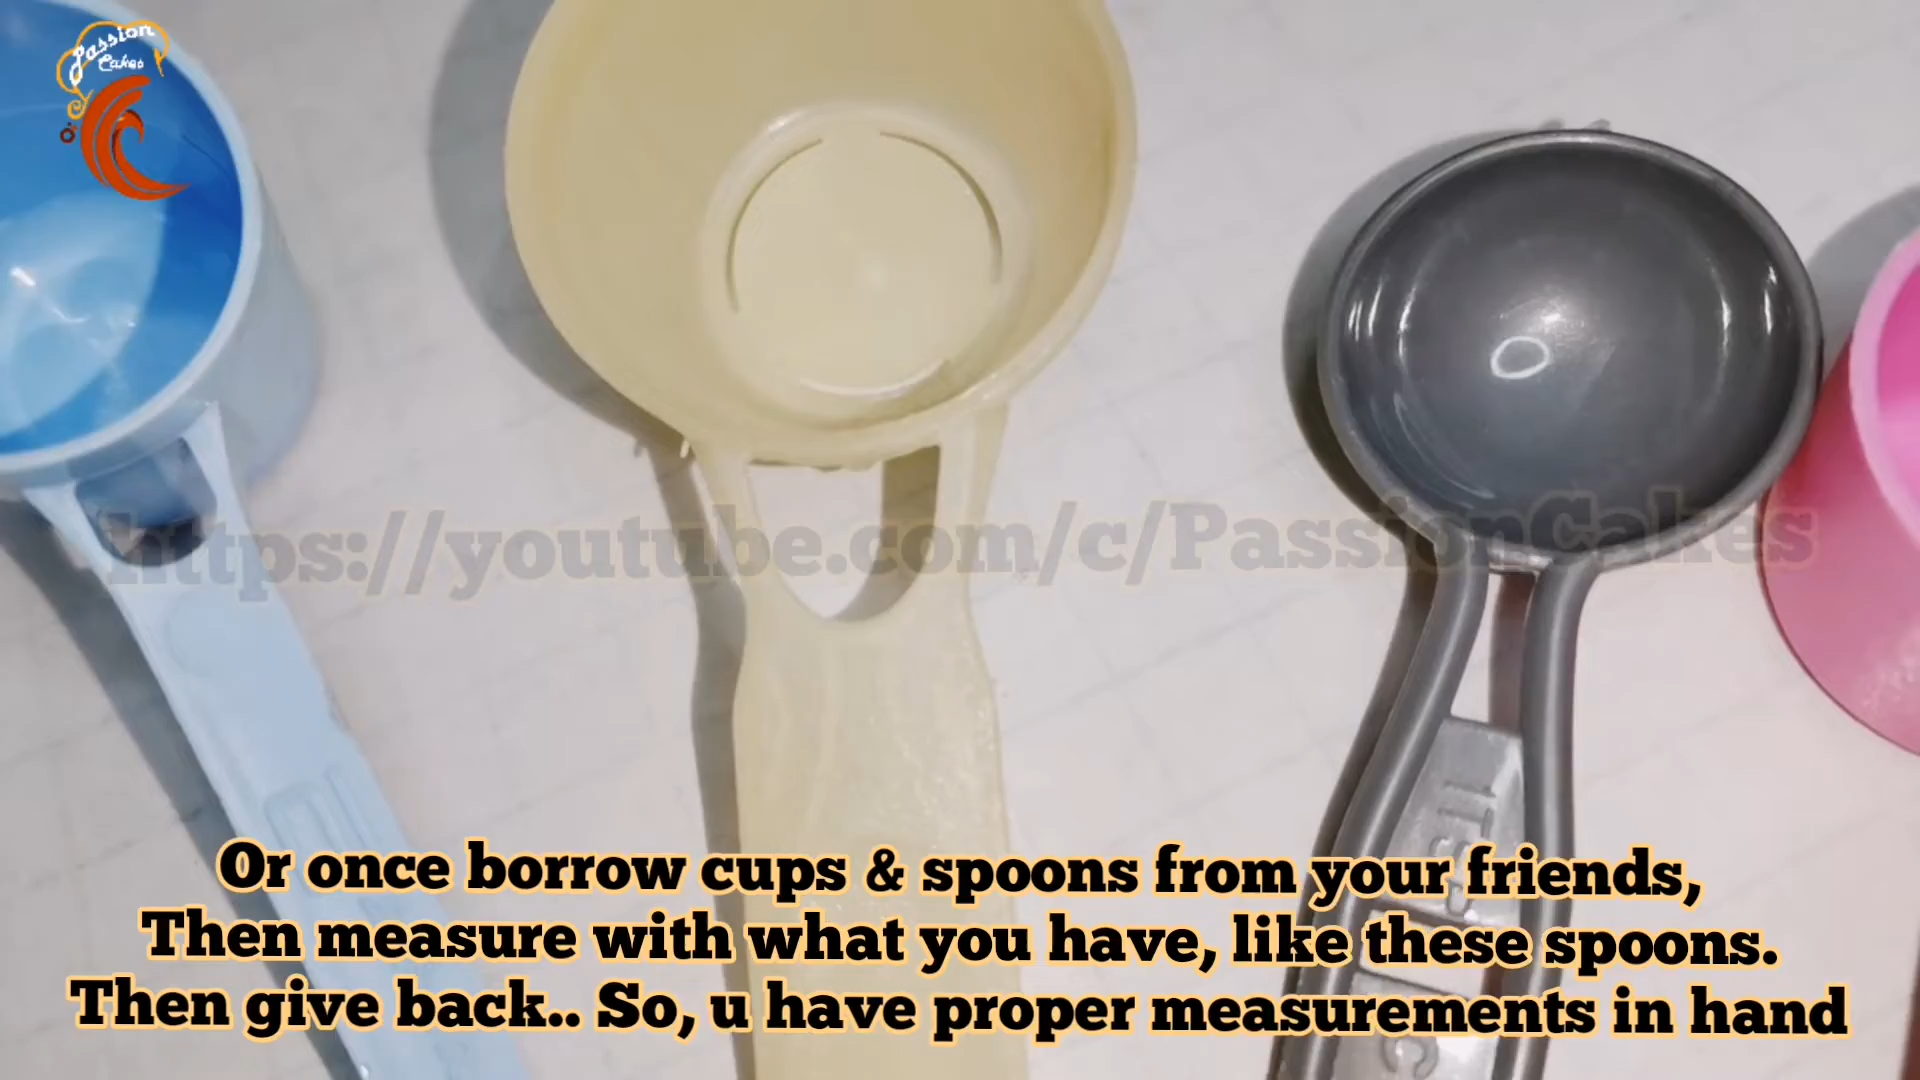 Passion
Cakes
https://youtube.com/c/PassionCakes
Or once borrow cups & spoons from your friends,
Then measure with what you have, like these spoons.
Then give back.. So, u have proper measurements in hand